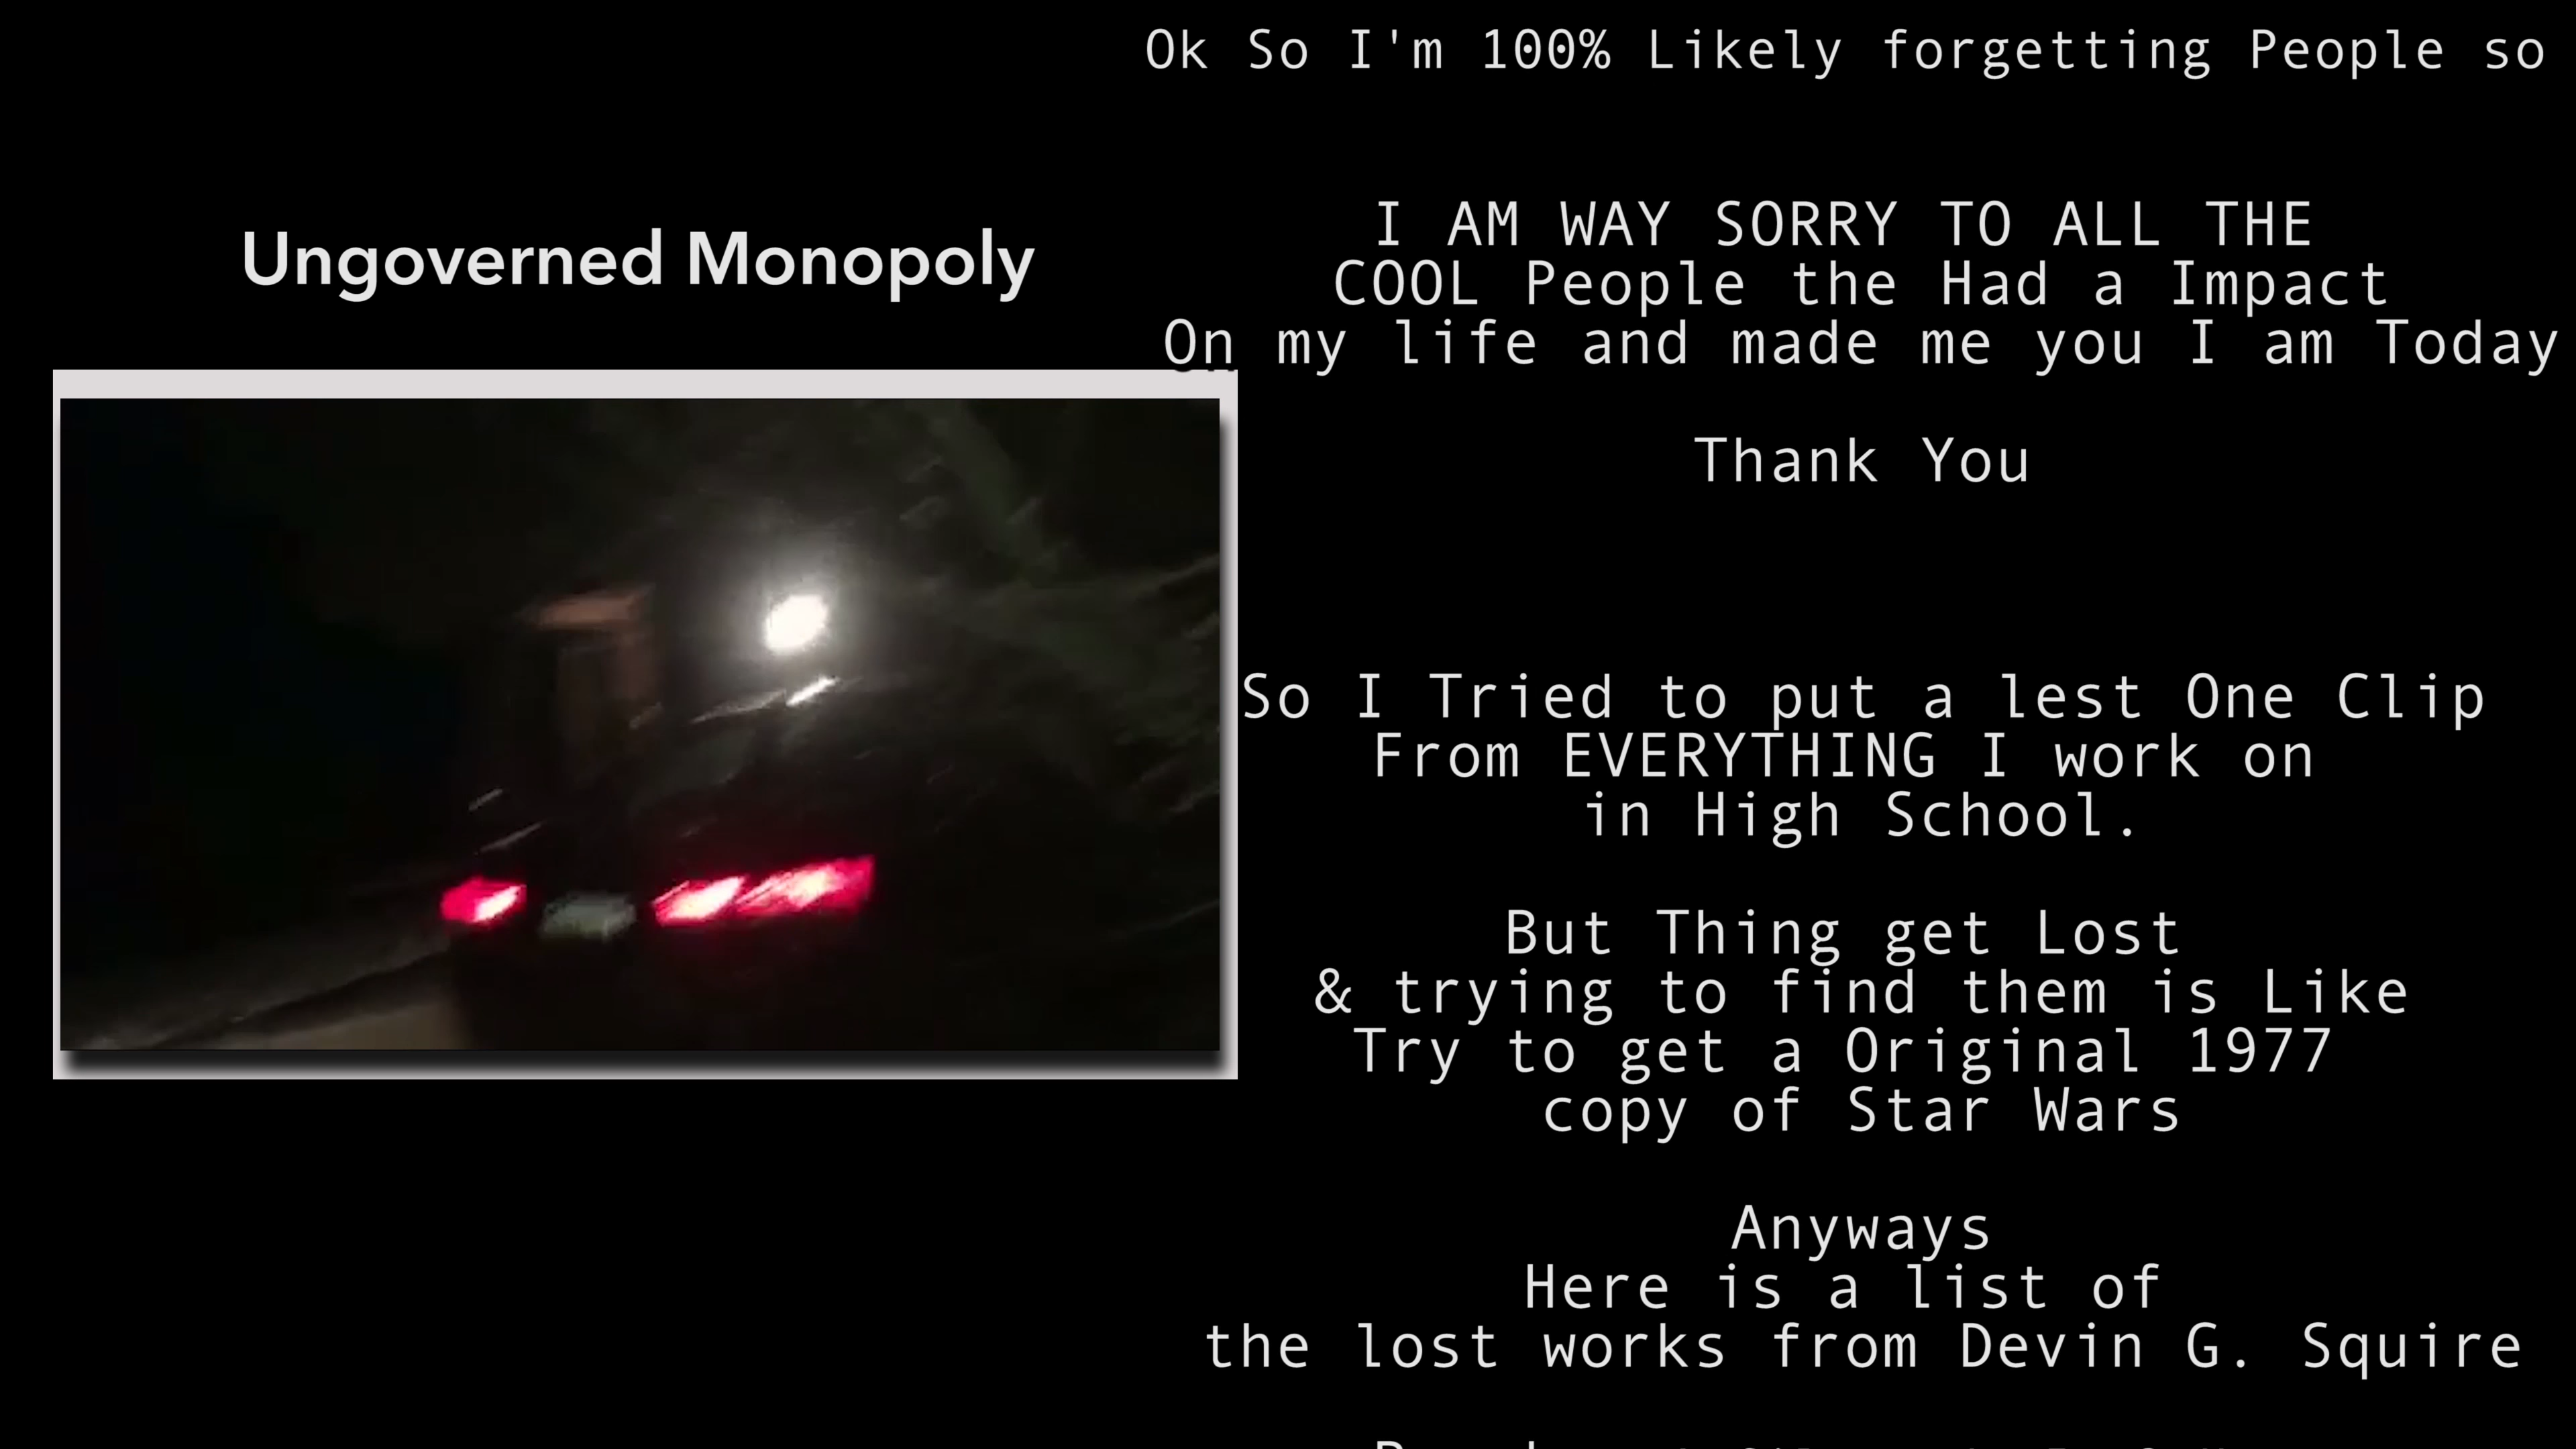 Ungoverned Monopoly
Ok So I'm 100% Likely forgetting People so
I AM WAY SORRY TO ALL THE
COOL People the Had a Impact
On my life and made me you I am Today
Thank You
So I Tried to put a lest One Clip
From EVERYTHING I work on
in High School.
But Thing get Lost
& trying to find them is Like
Try to get a Original 1977
copy of Star Wars
Anyways
Here is a list of
the lost works from Devin G. Squire